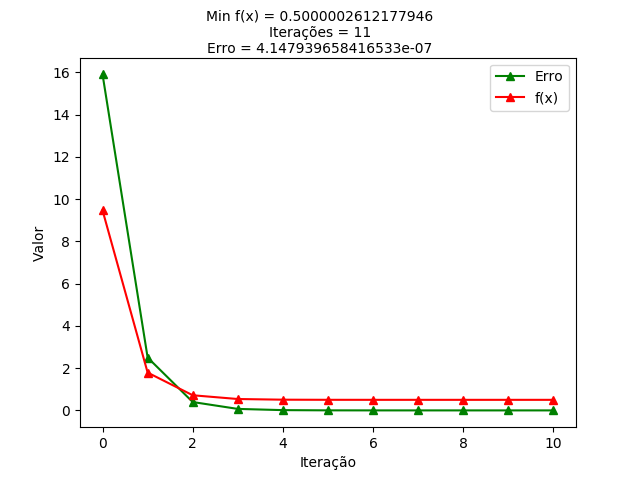 Min f(x) = 0.5000002612177946
Iterações = 11
Erro = 4.147939658416533e-07
Erro
f(x)
Valor
16
14
12
10
8
6
4
2
0
0 2 4 6 8 10
Iteração